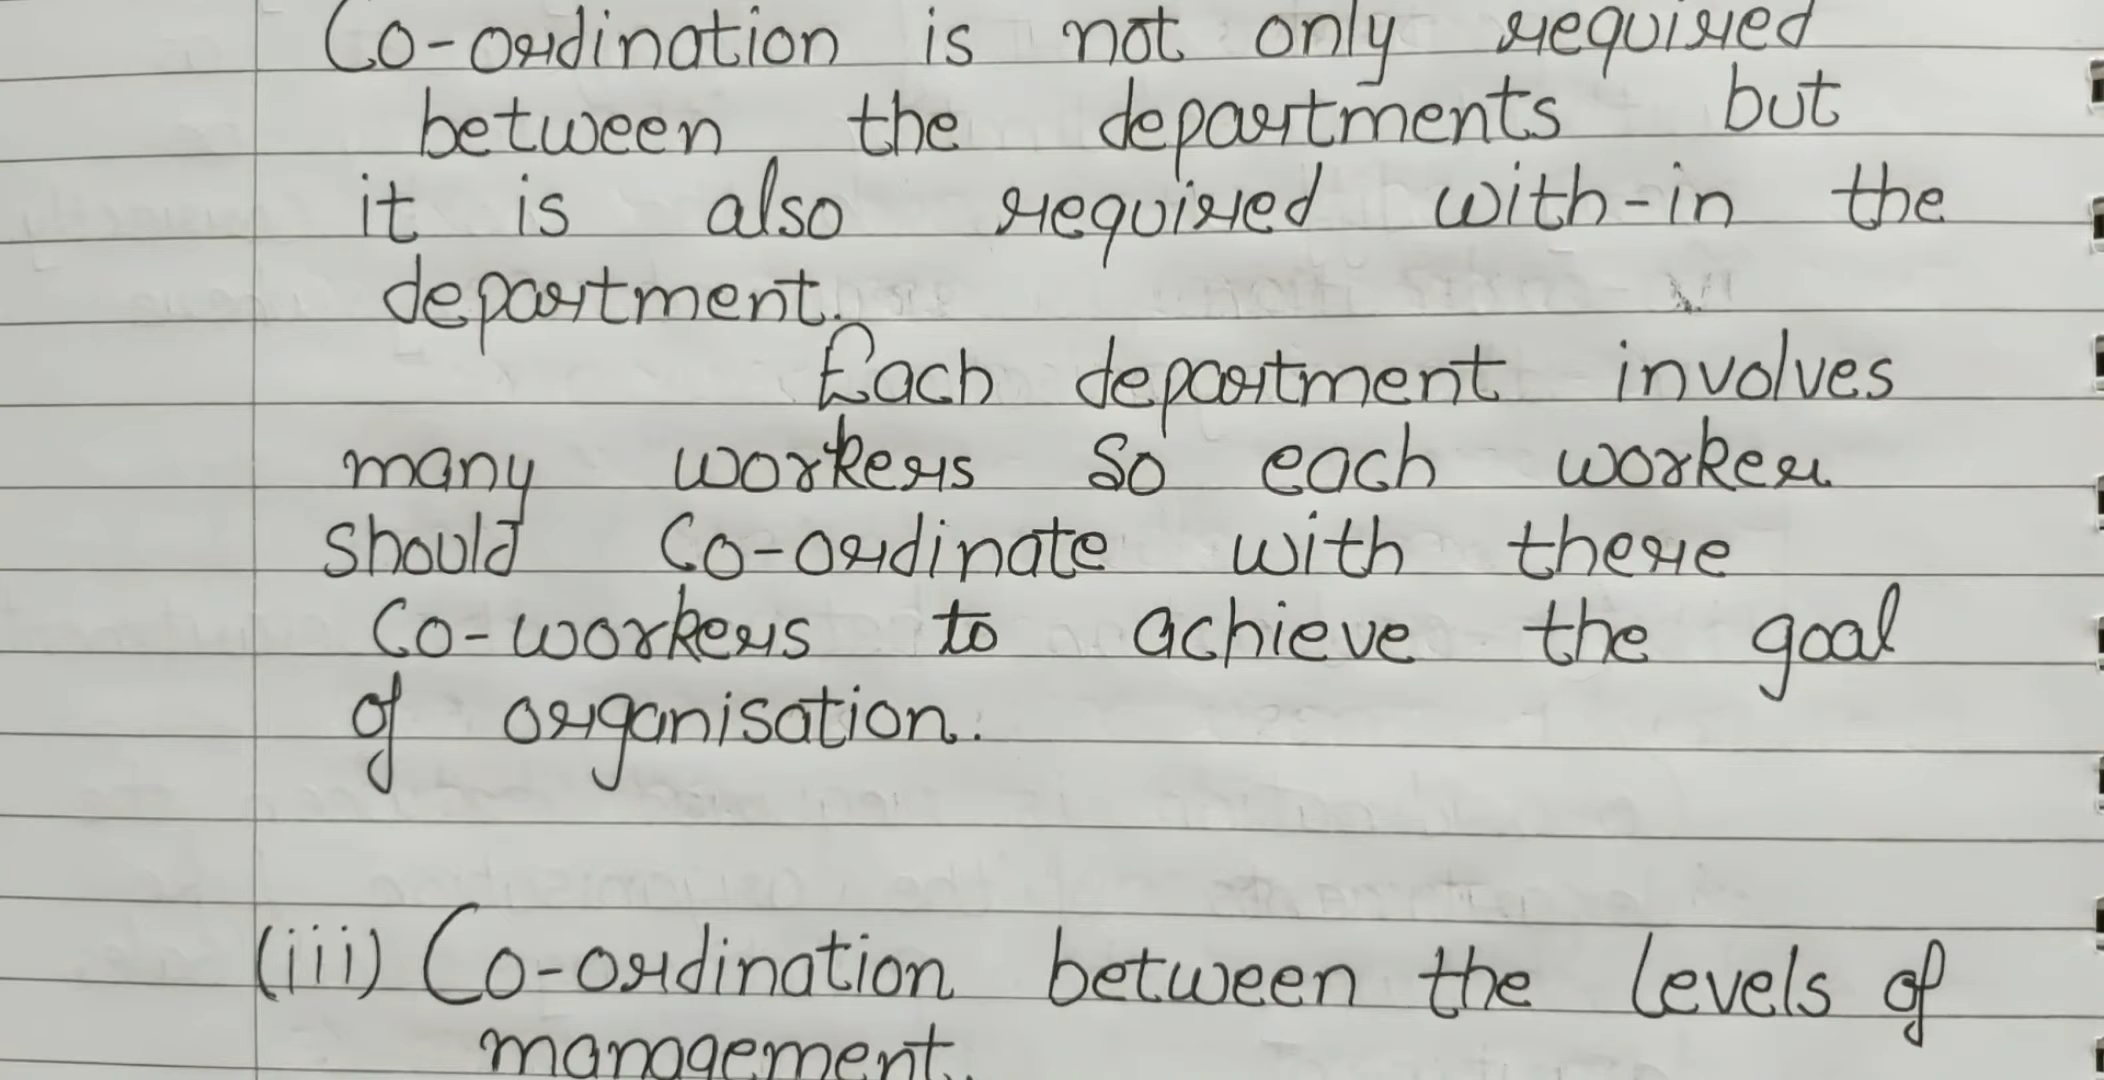 Co-ordination is not only required
between the departments but
it is also required with-in the
department.
Each department involves
many workers so each worker
should Co-ordinate with there
Co-workers to achieve the goal
of organisation.
(iii) Co-ordination between the levels of
management.